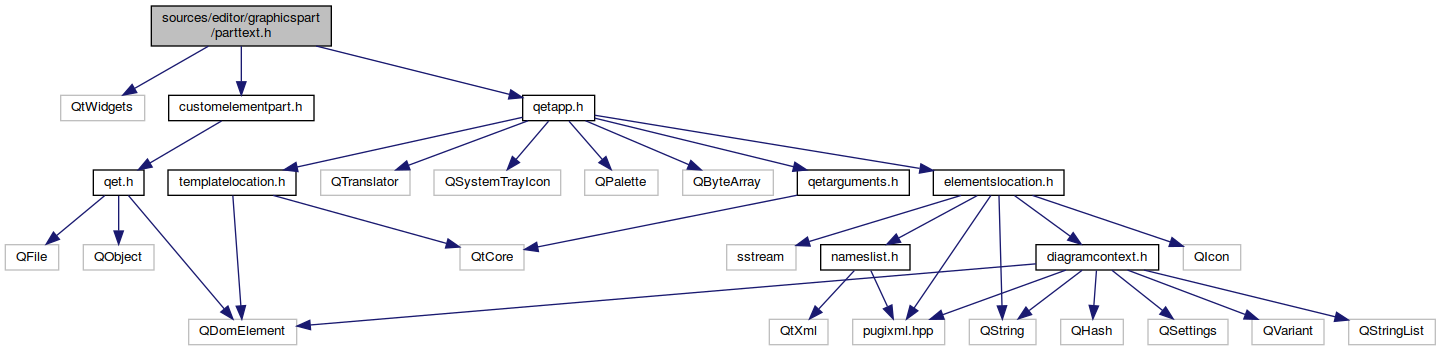 sources/editor/graphicspart
/parttext.h
QtWidgets
customelementpart.h
qetapp.h
qet.h
templatelocation.h
QTranslator
QSystemTrayIcon
QPalette
QByteArray
qetarguments.h
elementslocation.h
QFile
QObject
QtCore
sstream
nameslist.h
diagramcontext.h
QIcon
QDomElement
QtXml
pugixml.hpp
QString
QHash
QSettings
QVariant
QStringList